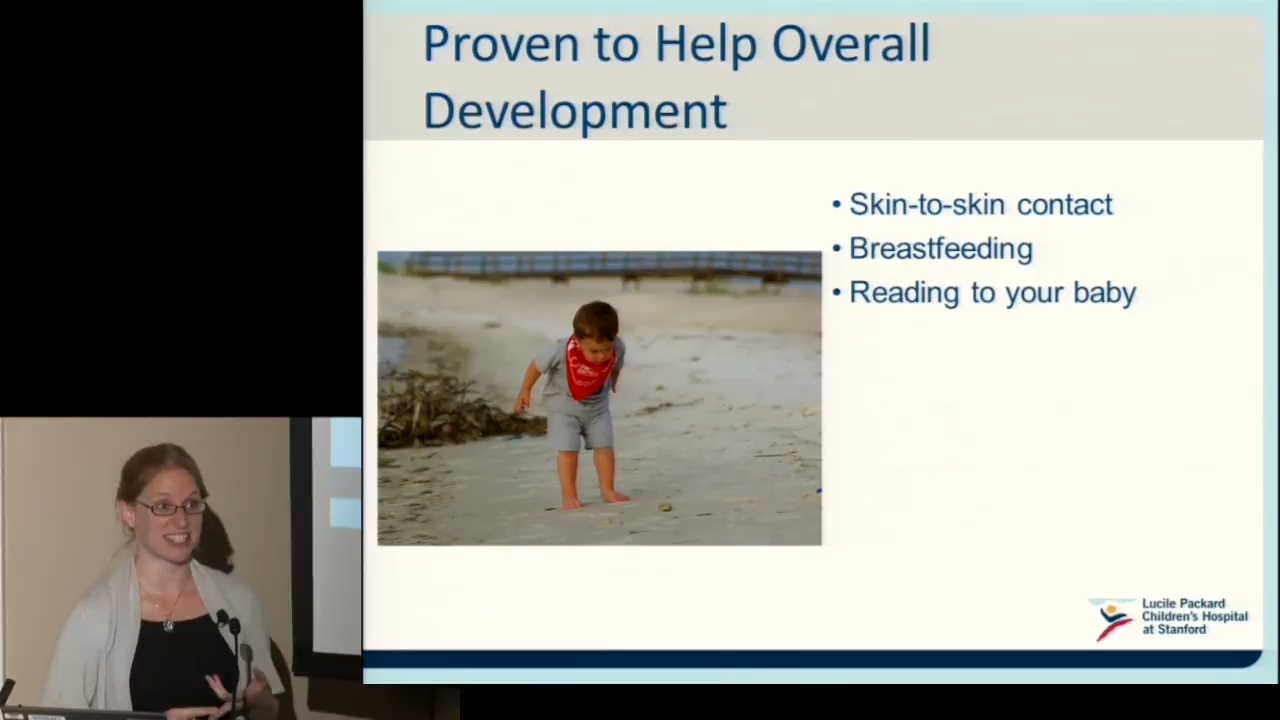 Proven to Help Overall
Development
• Skin-to-skin contact
• Breastfeeding
• Reading to your baby
Lucile Packard
Children's Hospital
at Stanford